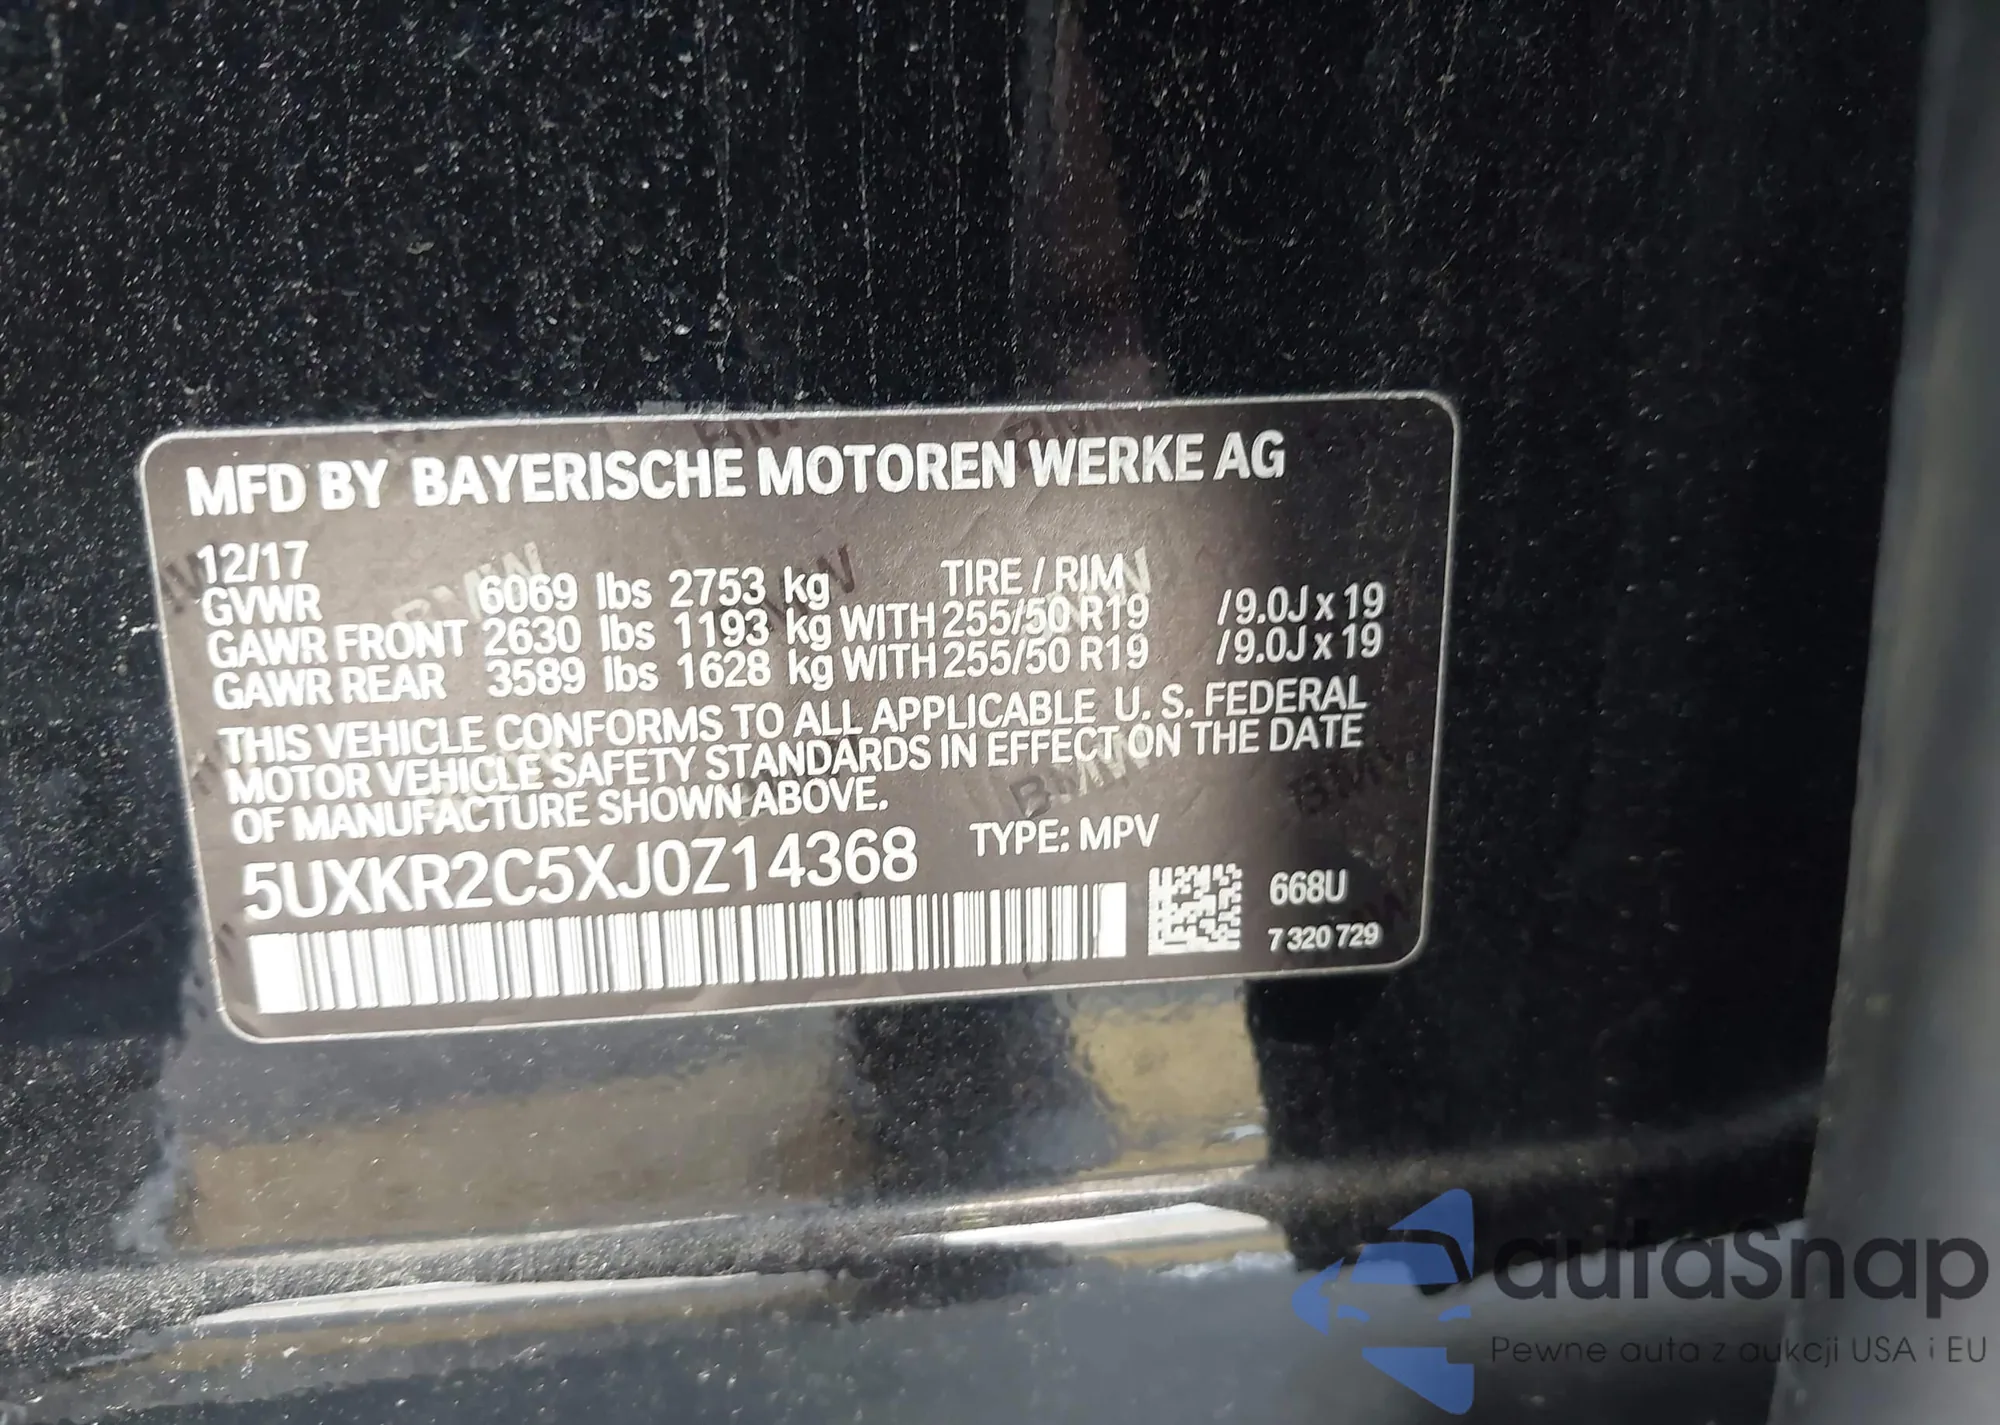 MFD BY BAYERISCHE MOTOREN WERKE AG
12/17
GVWR 6069 lbs 2753 kg TIRE / RIM
GAWR FRONT 2630 lbs 1193 kg WITH 255/50 R19 /9.0J x 19
GAWR REAR 3589 lbs 1628 kg WITH 255/50 R19 /9.0J x 19
THIS VEHICLE CONFORMS TO ALL APPLICABLE U. S. FEDERAL
MOTOR VEHICLE SAFETY STANDARDS IN EFFECT ON THE DATE
OF MANUFACTURE SHOWN ABOVE.
5UXKR2C5XJ0Z14368 TYPE: MPV
668U
7 320 729
autaSnap
Pewne auta z aukcji USA i EU